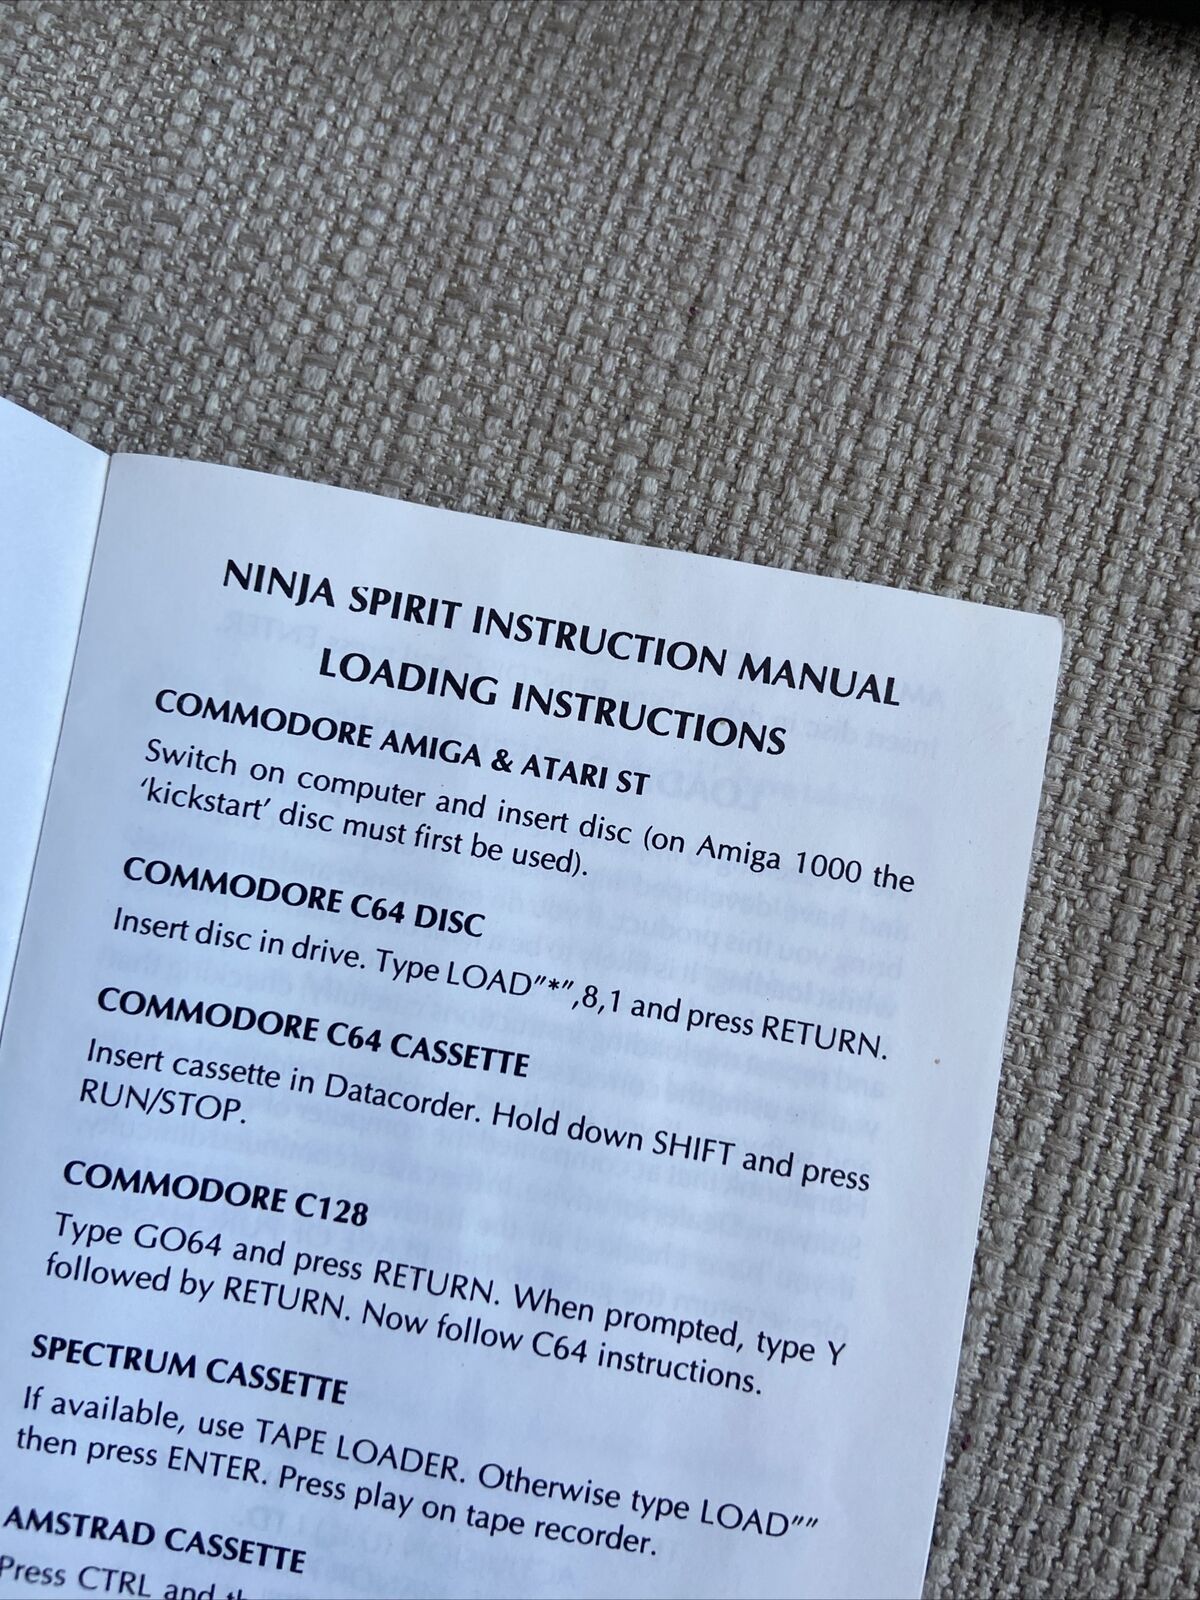 NINJA SPIRIT INSTRUCTION MANUAL
LOADING INSTRUCTIONS
COMMODORE AMIGA & ATARI ST
Switch on computer and insert disc (on Amiga 1000 the
‘kickstart’ disc must first be used).
COMMODORE C64 DISC
Insert disc in drive. Type LOAD"*",8,1 and press RETURN.
COMMODORE C64 CASSETTE
Insert cassette in Datacorder. Hold down SHIFT and press
RUN/STOP.
COMMODORE C128
Type GO64 and press RETURN. When prompted, type Y
followed by RETURN. Now follow C64 instructions.
SPECTRUM CASSETTE
If available, use TAPE LOADER. Otherwise type LOAD""
then press ENTER. Press play on tape recorder.
AMSTRAD CASSETTE
Press CTRL and